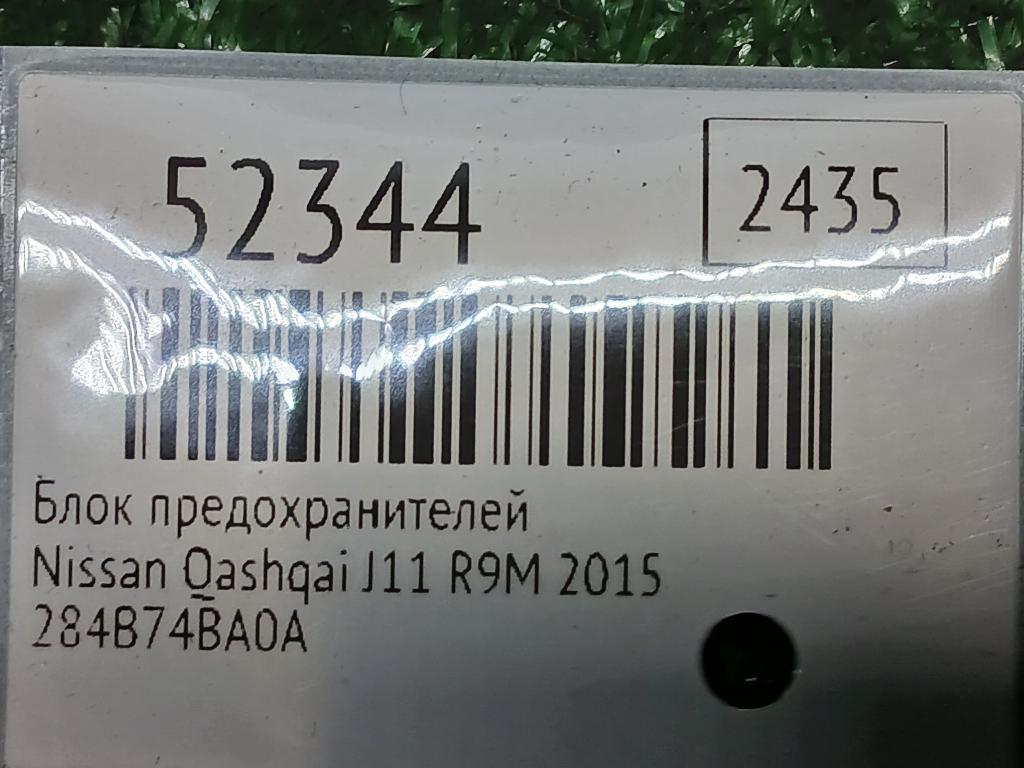 52344
2435
Блок предохранителей
Nissan Qashqai J11 R9M 2015
284B74BA0A